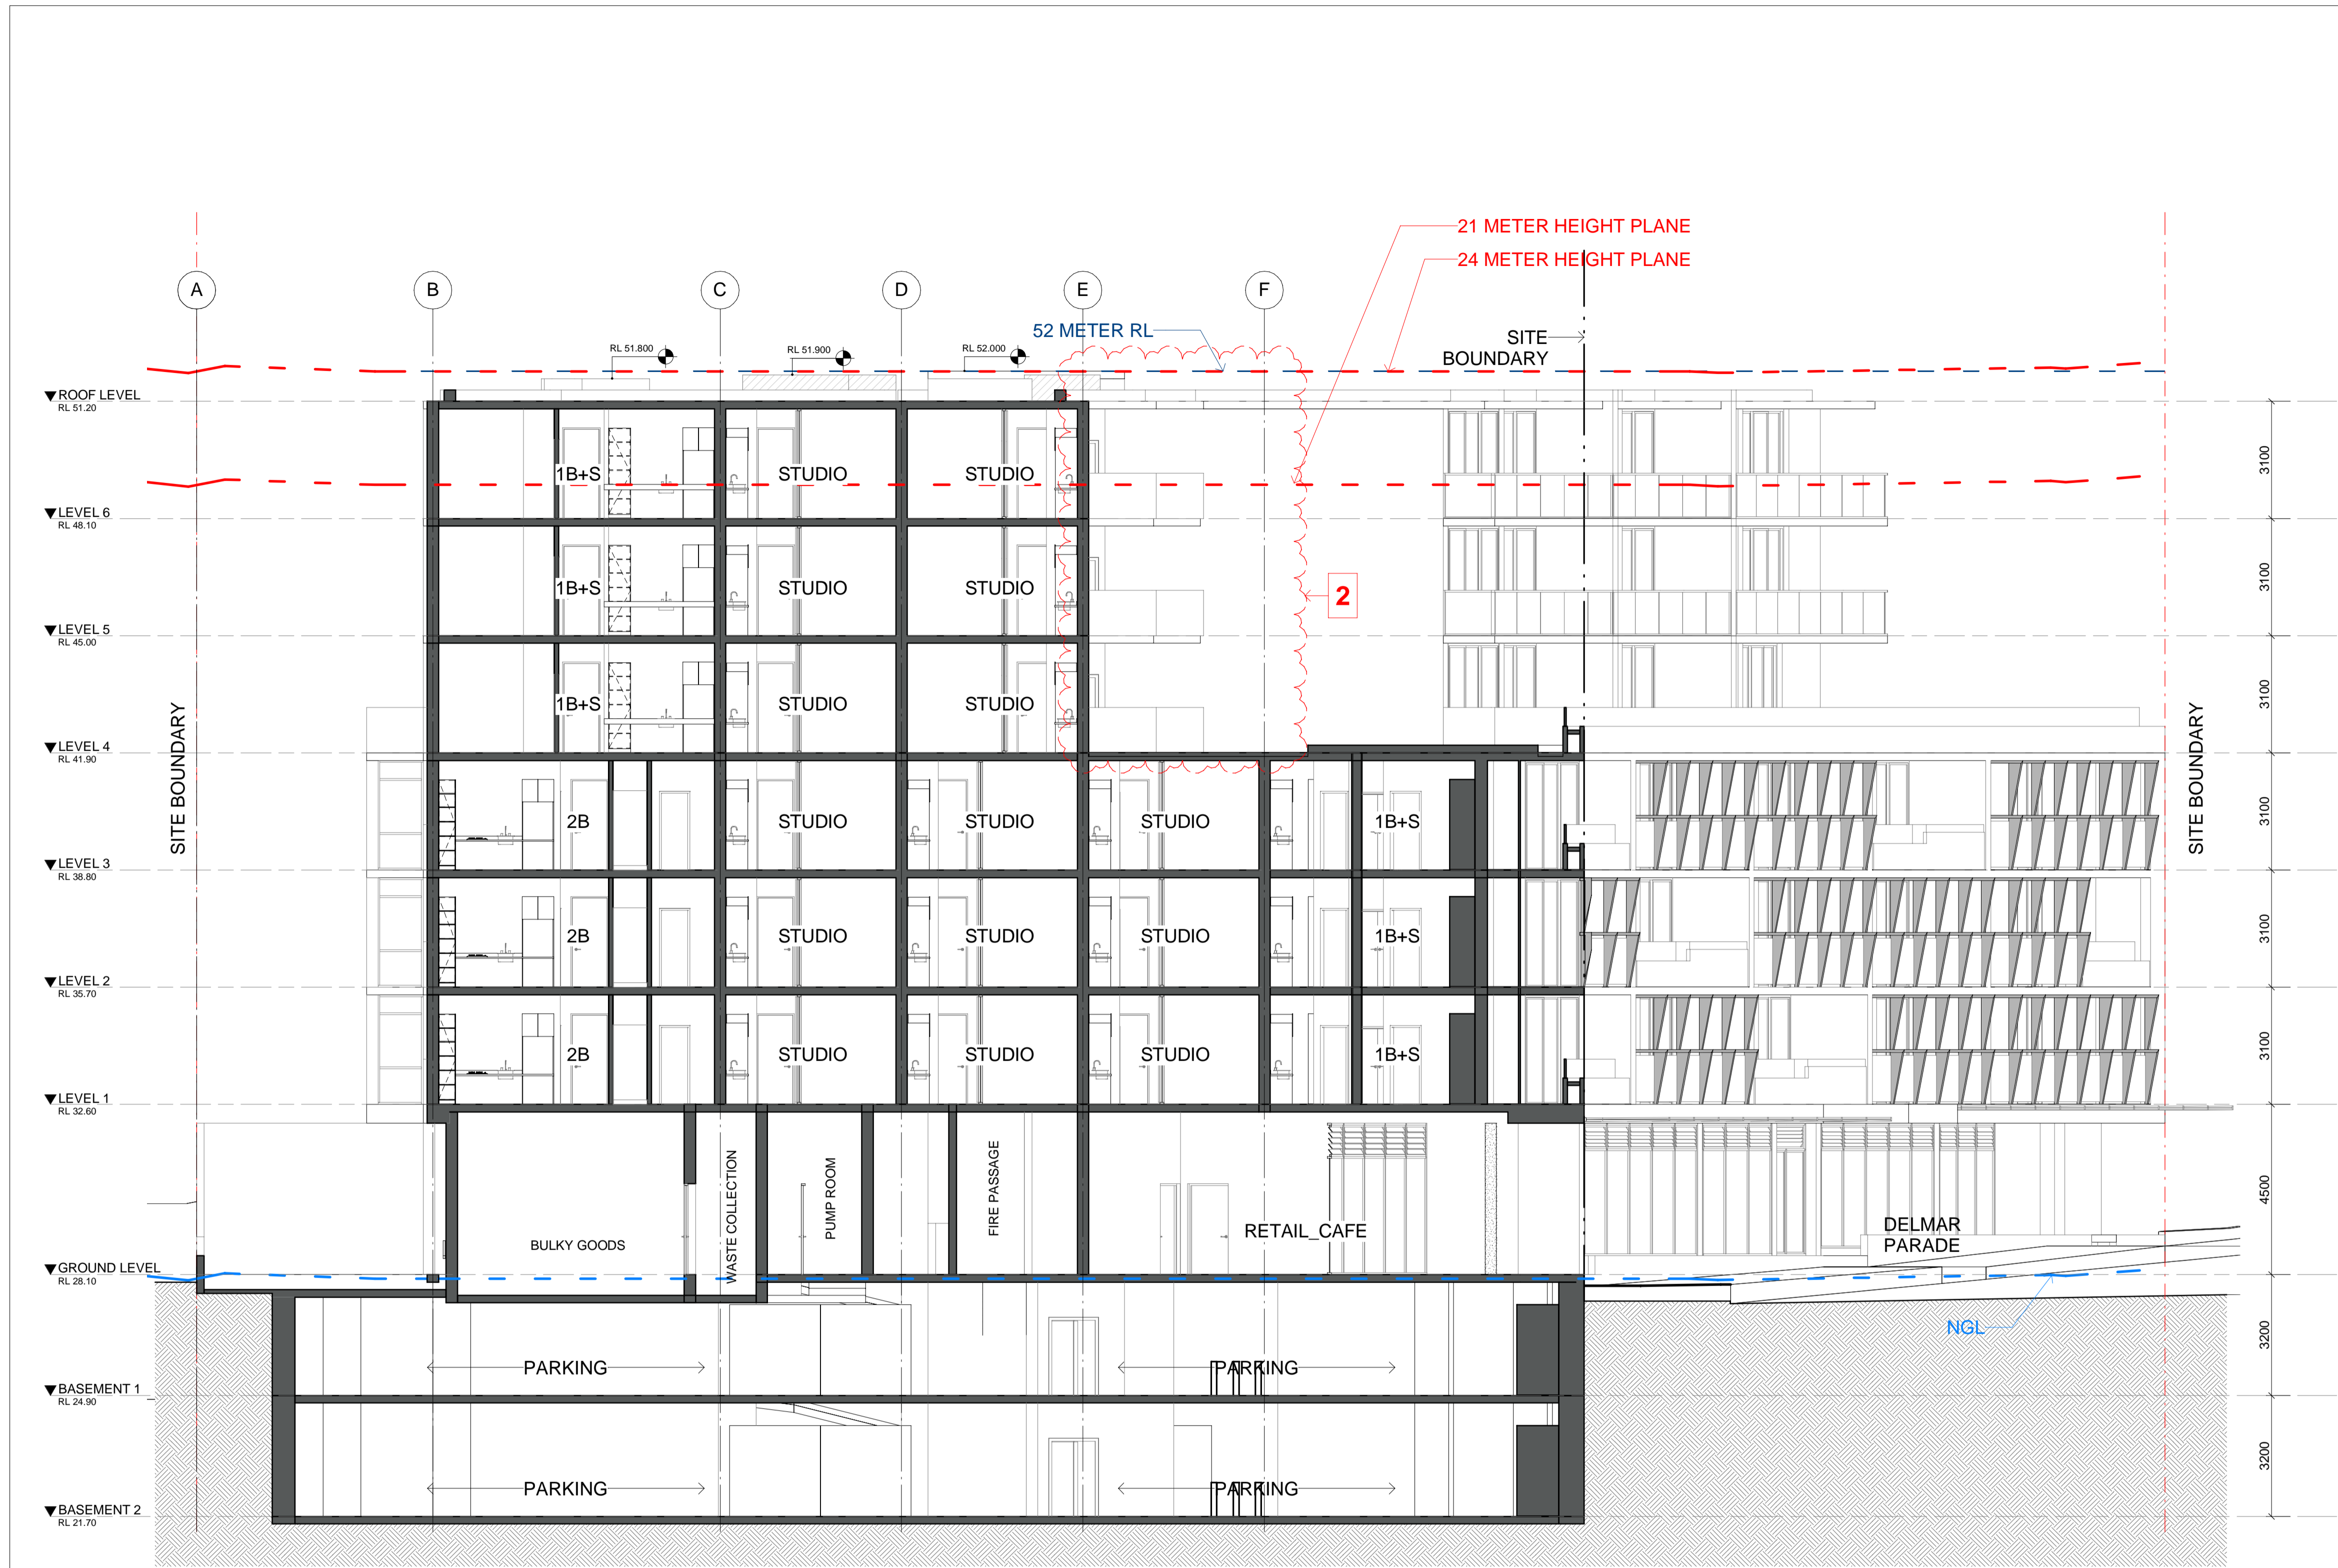 21 METER HEIGHT PLANE
24 METER HEIGHT PLANE
A
B
C
D
E
F
52 METER RL
SITE
BOUNDARY
RL 51.800
RL 51.900
RL 52.000
ROOF LEVEL
RL 51.20
3100
1B+S
STUDIO
STUDIO
LEVEL 6
RL 48.10
3100
1B+S
STUDIO
STUDIO
2
LEVEL 5
RL 45.00
3100
1B+S
STUDIO
STUDIO
LEVEL 4
RL 41.90
SITE BOUNDARY
SITE BOUNDARY
3100
2B
STUDIO
STUDIO
STUDIO
1B+S
LEVEL 3
RL 38.80
3100
2B
STUDIO
STUDIO
STUDIO
1B+S
LEVEL 2
RL 35.70
3100
2B
STUDIO
STUDIO
STUDIO
1B+S
LEVEL 1
RL 32.60
4500
BULKY GOODS
WASTE COLLECTION
PUMP ROOM
FIRE PASSAGE
RETAIL_CAFE
DELMAR
PARADE
GROUND LEVEL
RL 28.10
NGL
3200
PARKING
PARKING
BASEMENT 1
RL 24.90
3200
PARKING
PARKING
BASEMENT 2
RL 21.70